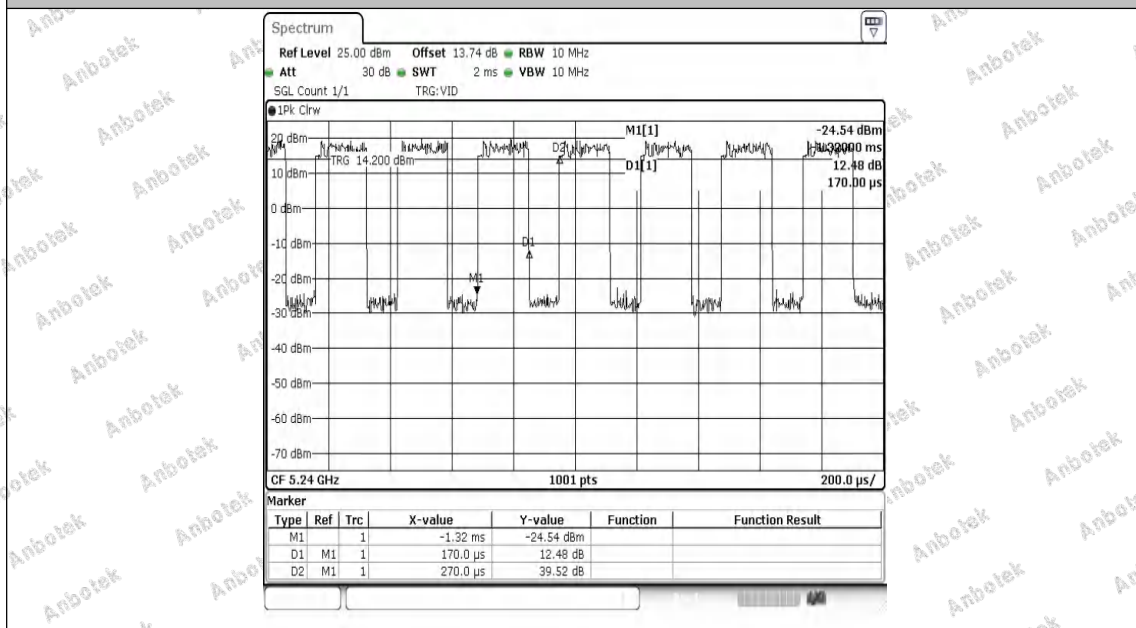 Spectrum
Ref Level 25.00 dBm Offset 13.74 dB RBW 10 MHz
Att 30 dB SWT 2 ms VBW 10 MHz
SGL Count 1/1 TRG:VID
1Pk Clrw
M1[1] -24.54 dBm
D1[1] 12.48 dB
170.00 µs
20 dBm
TRG 14.200 dBm
10 dBm
0 dBm
-10 dBm
-20 dBm
-30 dBm
-40 dBm
-50 dBm
-60 dBm
-70 dBm
D2
D1
M1
CF 5.24 GHz 1001 pts 200.0 µs/
Marker
Type Ref Trc X-value Y-value Function Function Result
M1 1 -1.32 ms -24.54 dBm
D1 M1 1 170.0 µs 12.48 dB
D2 M1 1 270.0 µs 39.52 dB
Anbotek